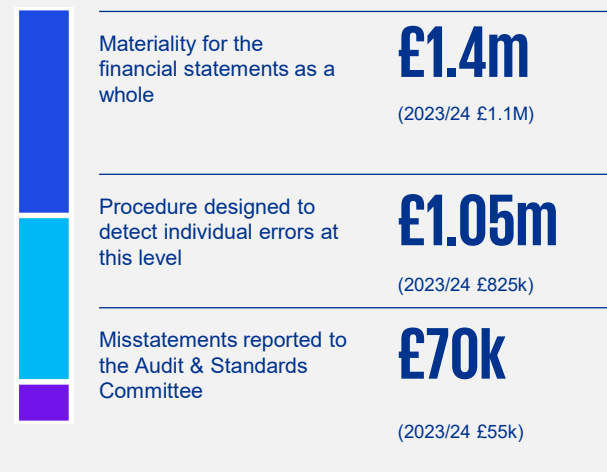 Materiality for the
financial statements as a
whole
£1.4m
(2023/24 £1.1M)
Procedure designed to
detect individual errors at
this level
£1.05m
(2023/24 £825k)
Misstatements reported to
the Audit & Standards
Committee
£70k
(2023/24 £55k)